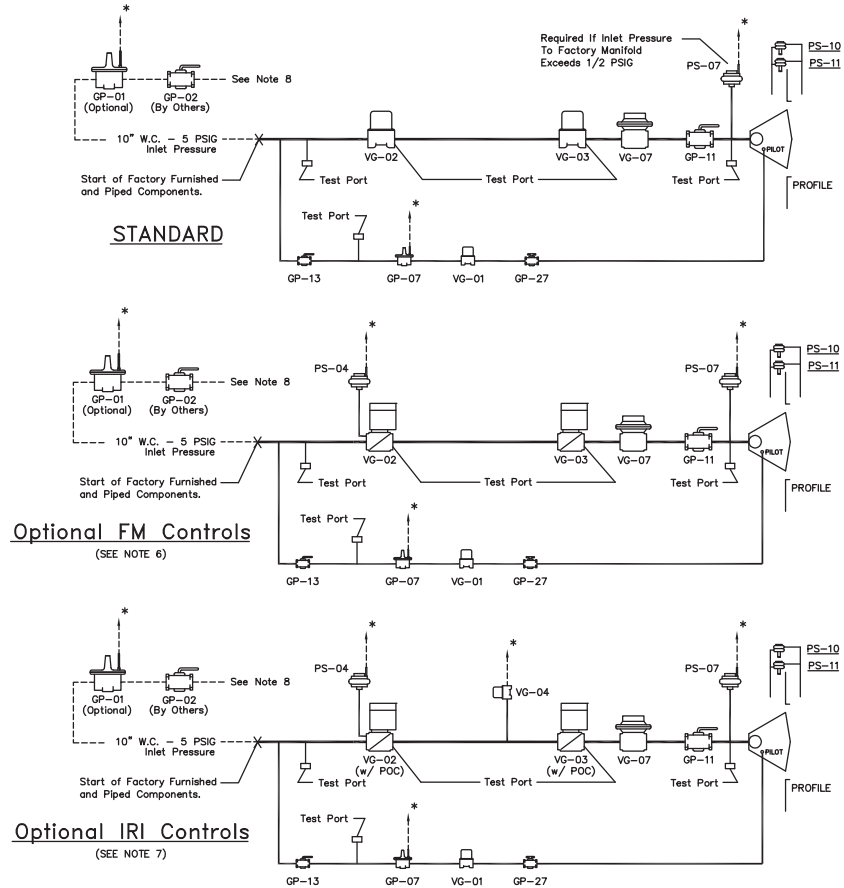 *
*
Required If Inlet Pressure
To Factory Manifold
Exceeds 1/2 PSIG
PS-07
PS-10
PS-11
GP-01
(Optional)
GP-02
(By Others)
See Note 8
10" W.C. - 5 PSIG
Inlet Pressure
VG-02
VG-03
VG-07
GP-11
PILOT
Start of Factory Furnished
and Piped Components.
Test Port
Test Port
Test Port
PROFILE
STANDARD
Test Port
*
GP-13
GP-07
VG-01
GP-27
*
*
*
PS-04
PS-07
PS-10
PS-11
GP-01
(Optional)
GP-02
(By Others)
See Note 8
10" W.C. - 5 PSIG
Inlet Pressure
VG-02
VG-03
VG-07
GP-11
PILOT
Start of Factory Furnished
and Piped Components.
Test Port
Test Port
Test Port
PROFILE
Optional FM Controls
(SEE NOTE 6)
Test Port
*
GP-13
GP-07
VG-01
GP-27
*
*
*
*
PS-04
VG-04
PS-07
PS-10
PS-11
GP-01
(Optional)
GP-02
(By Others)
See Note 8
10" W.C. - 5 PSIG
Inlet Pressure
VG-02
(w/ POC)
VG-03
(w/ POC)
VG-07
GP-11
PILOT
Start of Factory Furnished
and Piped Components.
Test Port
Test Port
Test Port
PROFILE
Optional IRI Controls
(SEE NOTE 7)
Test Port
*
GP-13
GP-07
VG-01
GP-27